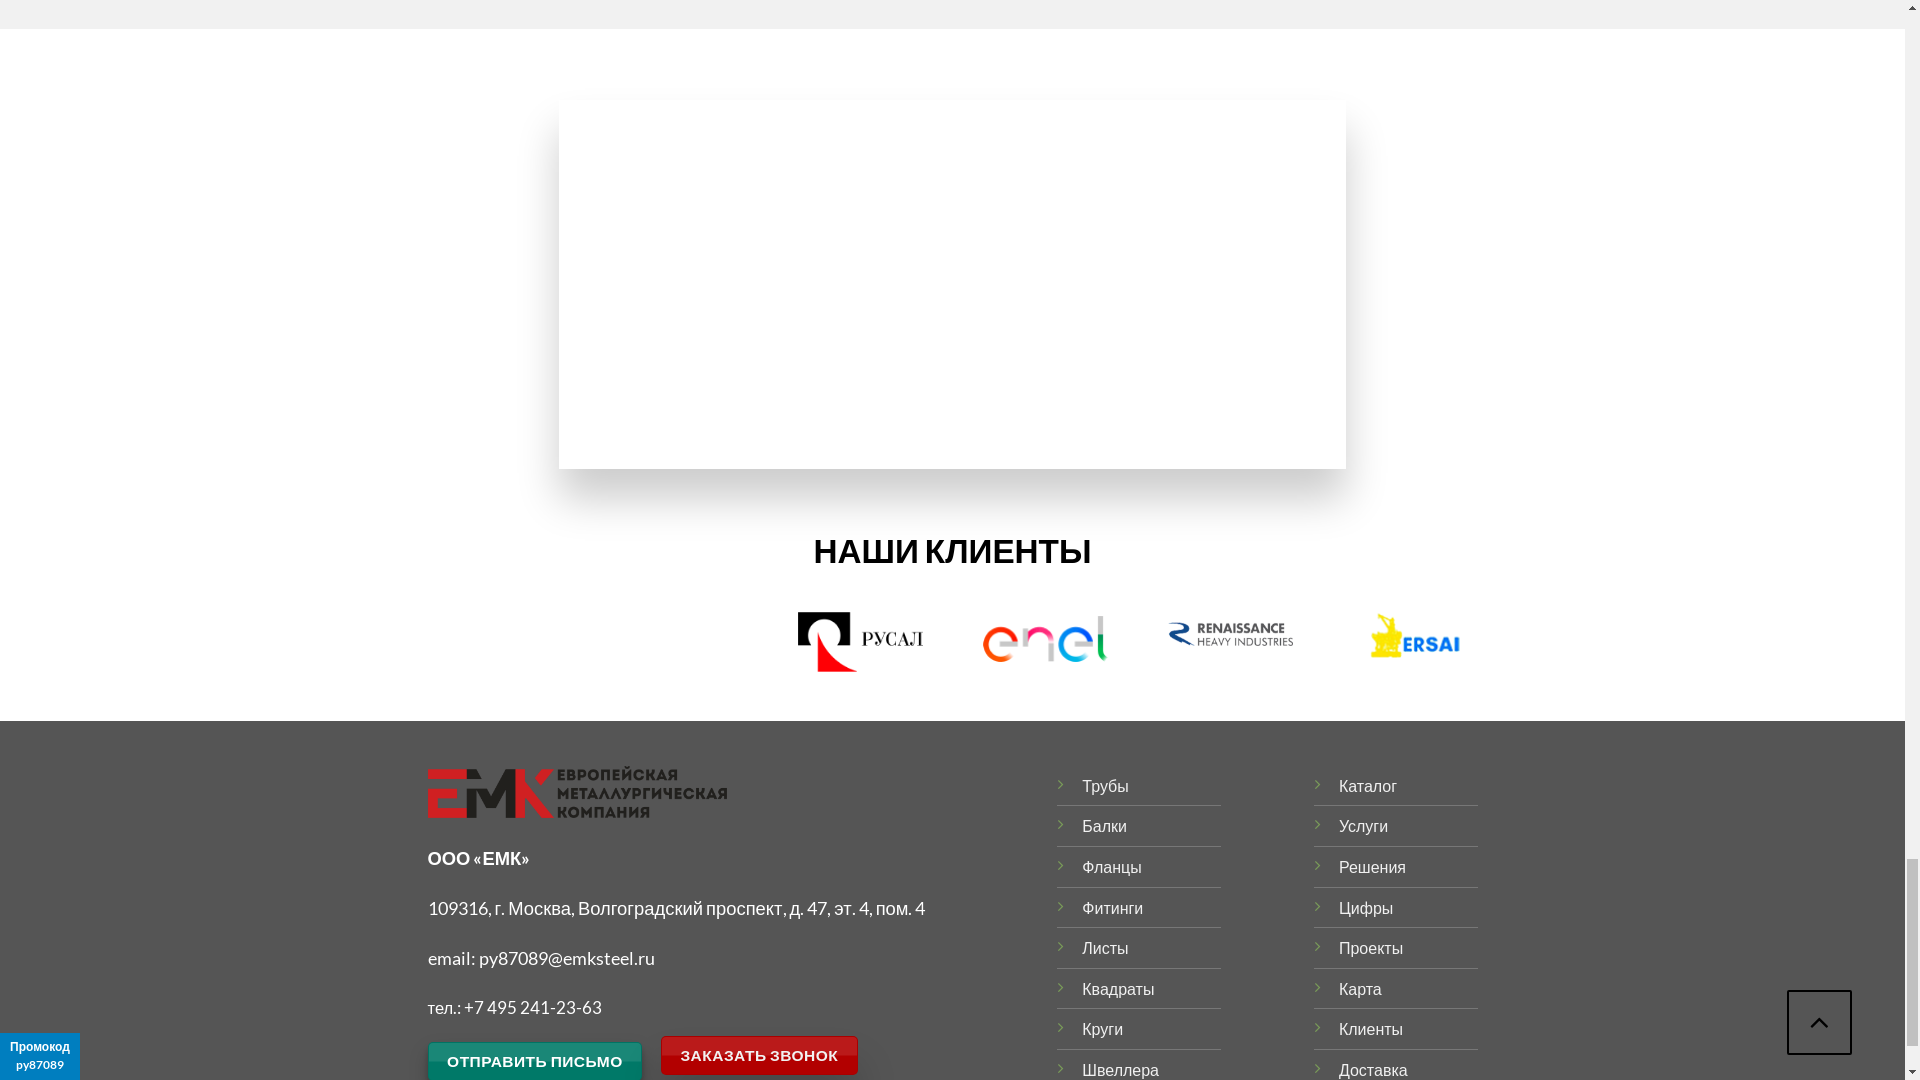 НАШИ КЛИЕНТЫ
РУСАЛ
enel
RENAISSANCE
HEAVY INDUSTRIES
ERSAI
ЕМК ЕВРОПЕЙСКАЯ
МЕТАЛЛУРГИЧЕСКАЯ
КОМПАНИЯ
ООО «ЕМК»
109316, г. Москва, Волгоградский проспект, д. 47, эт. 4, пом. 4
email: py87089@emksteel.ru
тел.: +7 495 241-23-63
ОТПРАВИТЬ ПИСЬМО
ЗАКАЗАТЬ ЗВОНОК
Трубы
Балки
Фланцы
Фитинги
Листы
Квадраты
Круги
Швеллера
Каталог
Услуги
Решения
Цифры
Проекты
Карта
Клиенты
Доставка
Промокод
py87089